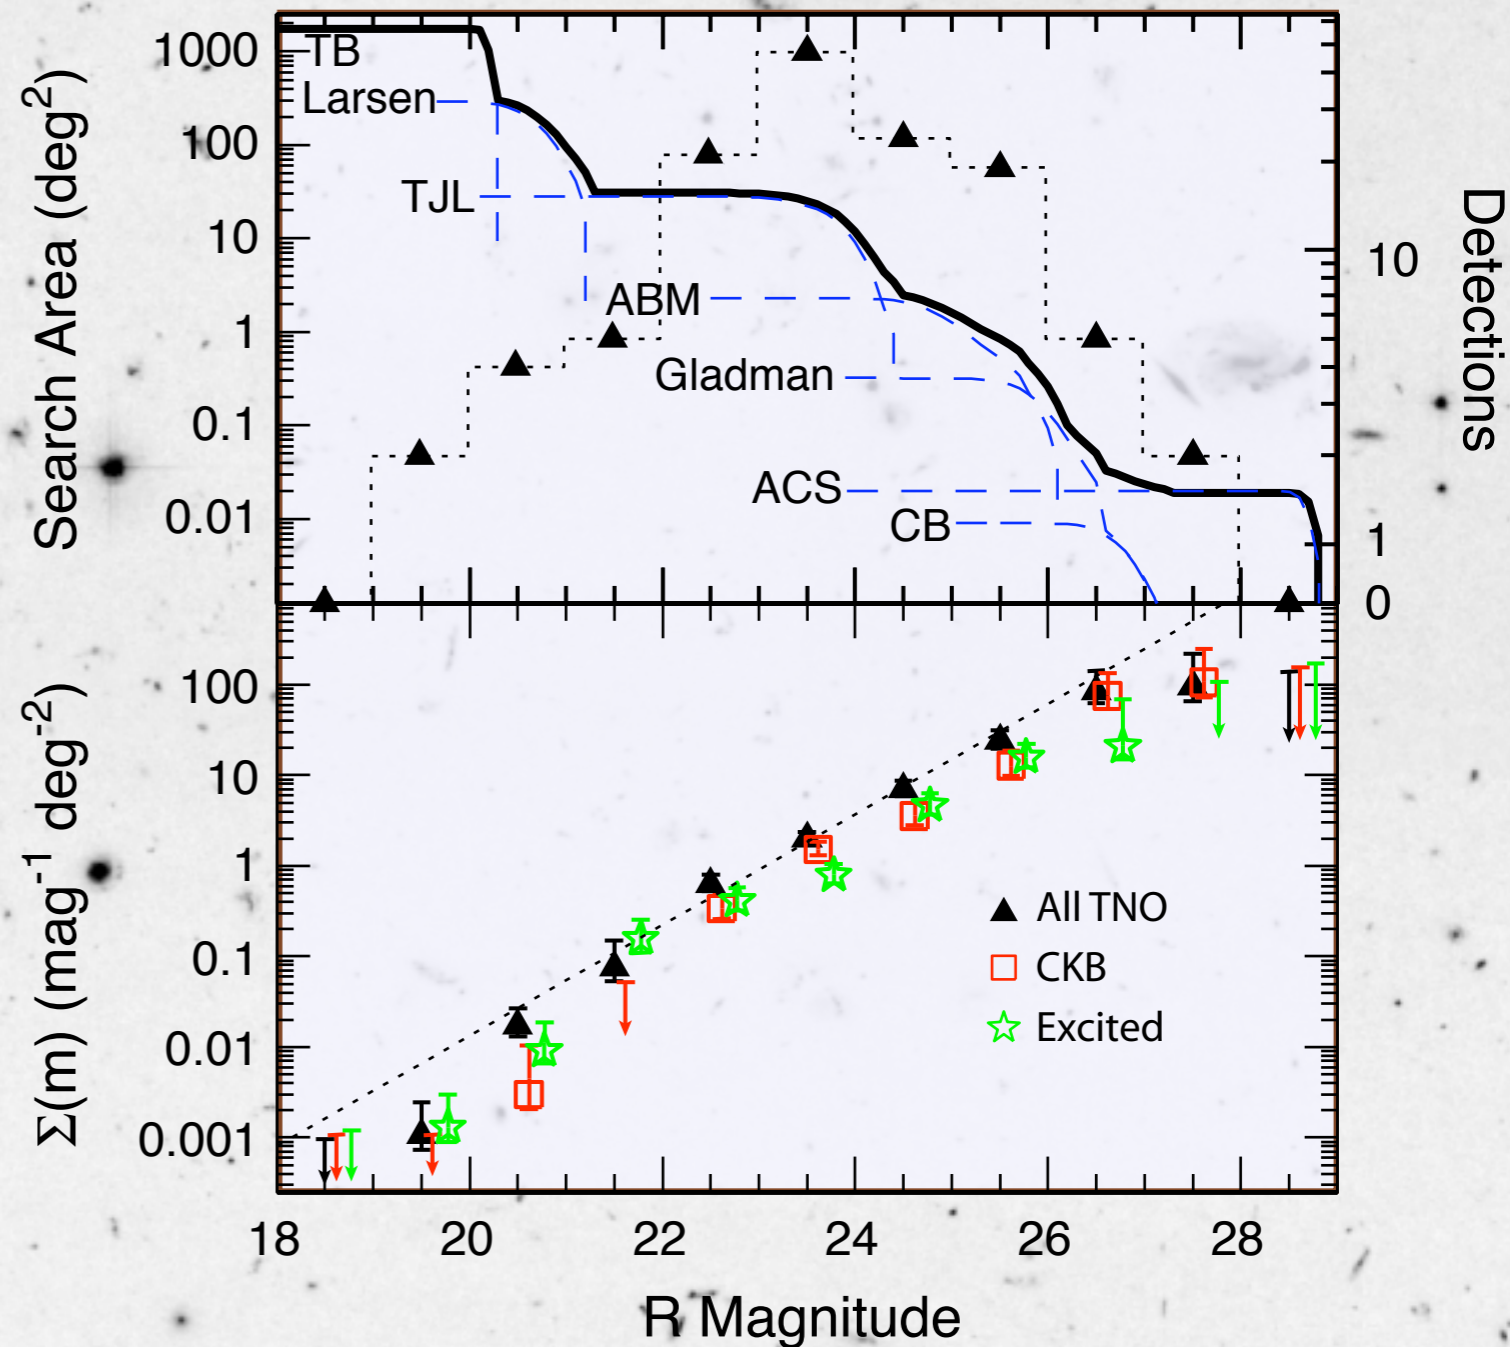 1000
100
10
1
0.1
0.01
Search Area (deg²)
TB
Larsen
TJL
ABM
Gladman
ACS
CB
10
1
0
Detections
100
10
1
0.1
0.01
0.001
Σ(m) (mag⁻¹ deg⁻²)
All TNO
CKB
Excited
18 20 22 24 26 28
R Magnitude